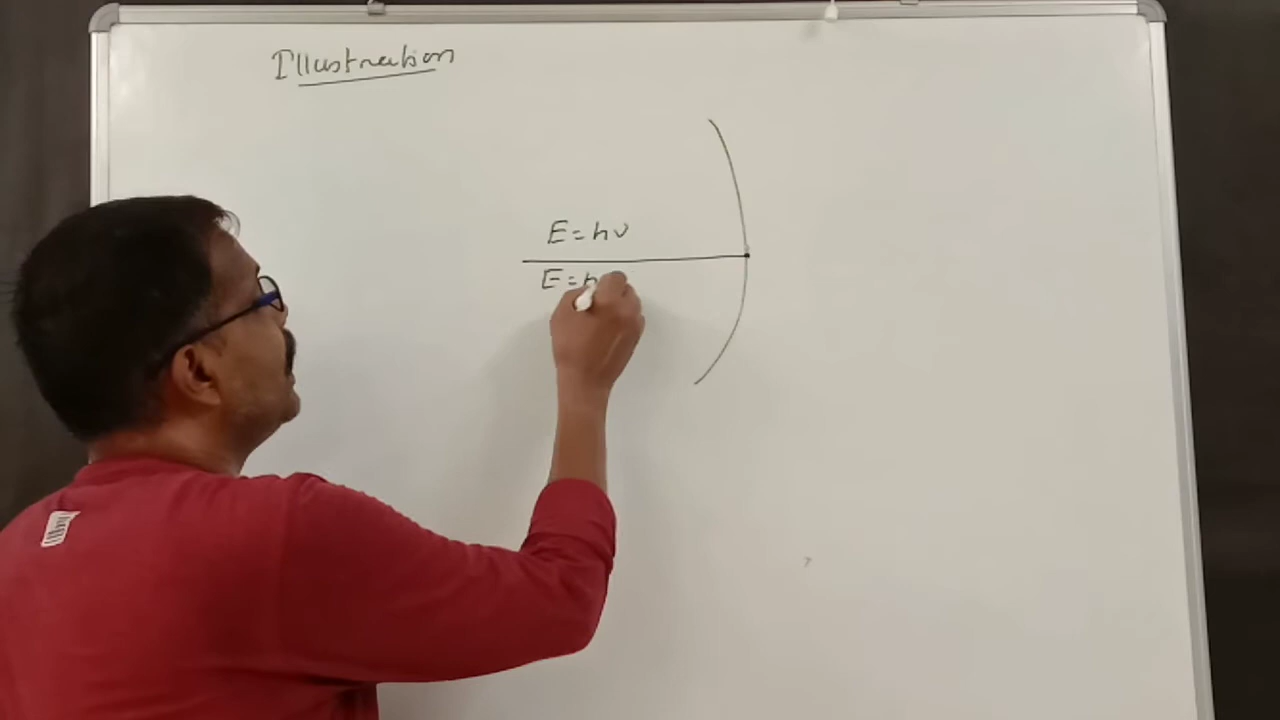 Illustration
E = hν
E = h